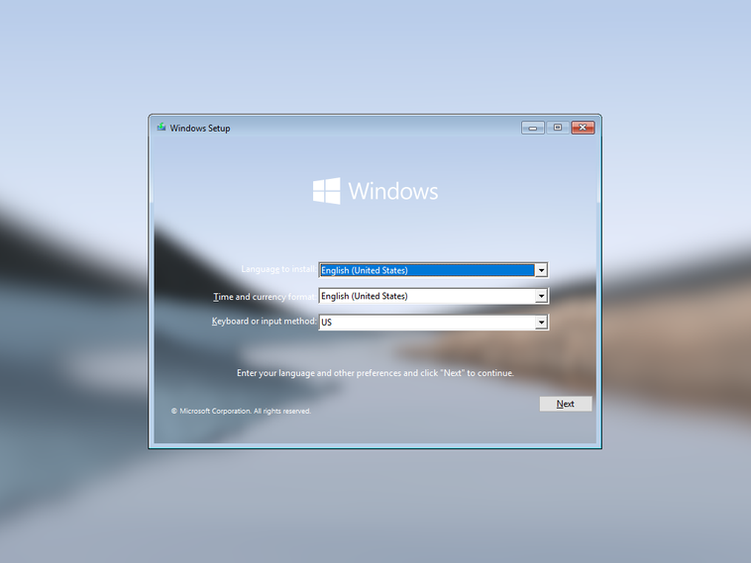 Windows Setup
Windows
Language to install: English (United States)
Time and currency format: English (United States)
Keyboard or input method: US
Enter your language and other preferences and click "Next" to continue.
© Microsoft Corporation. All rights reserved.
Next